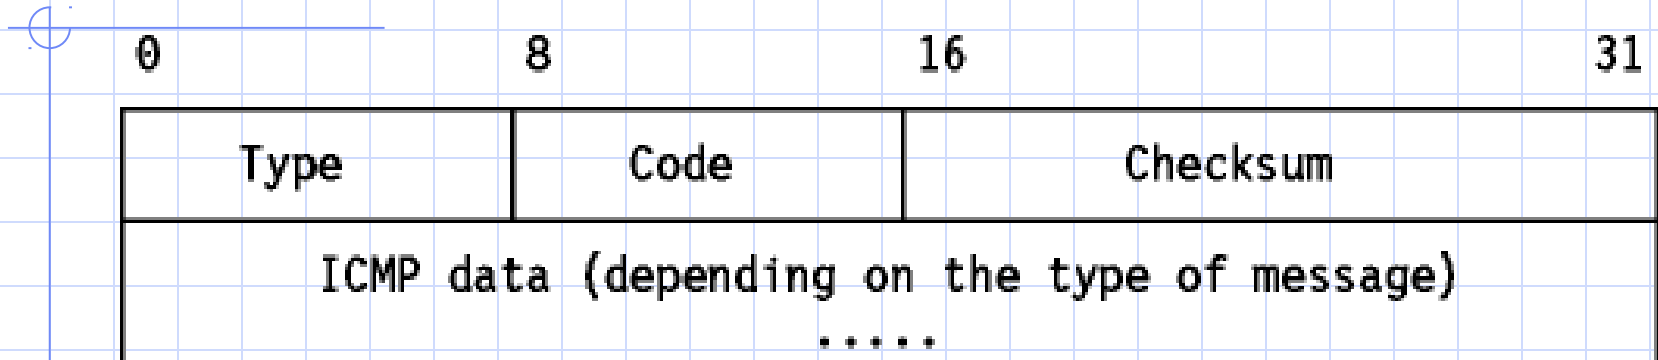 0 8 16 31
Type Code Checksum
ICMP data (depending on the type of message)
.....